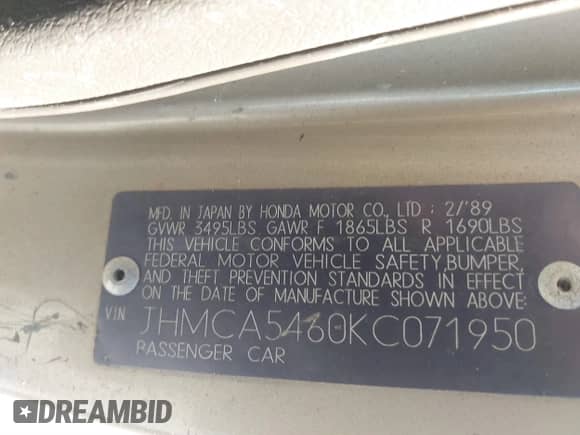 MFD. IN JAPAN BY HONDA MOTOR CO., LTD : 2/'89
GVWR 3495LBS GAWR F 1865LBS R 1690LBS
THIS VEHICLE CONFORMS TO ALL APPLICABLE
FEDERAL MOTOR VEHICLE SAFETY,BUMPER,
AND THEFT PREVENTION STANDARDS IN EFFECT
ON THE DATE OF MANUFACTURE SHOWN ABOVE.
VIN JHMCA5460KC071950
PASSENGER CAR
DREAMBID